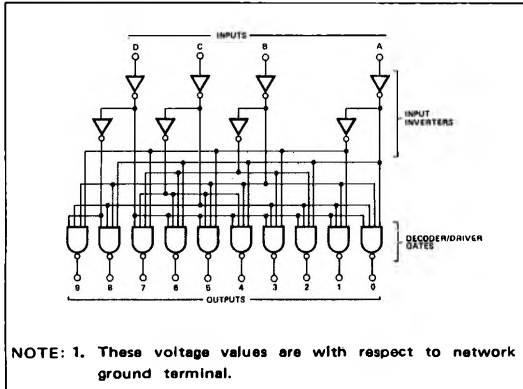 INPUTS
D C B A
INPUT
INVERTERS
DECODER/DRIVER
GATES
9 8 7 6 5 4 3 2 1 0
OUTPUTS
NOTE: 1. These voltage values are with respect to network
ground terminal.